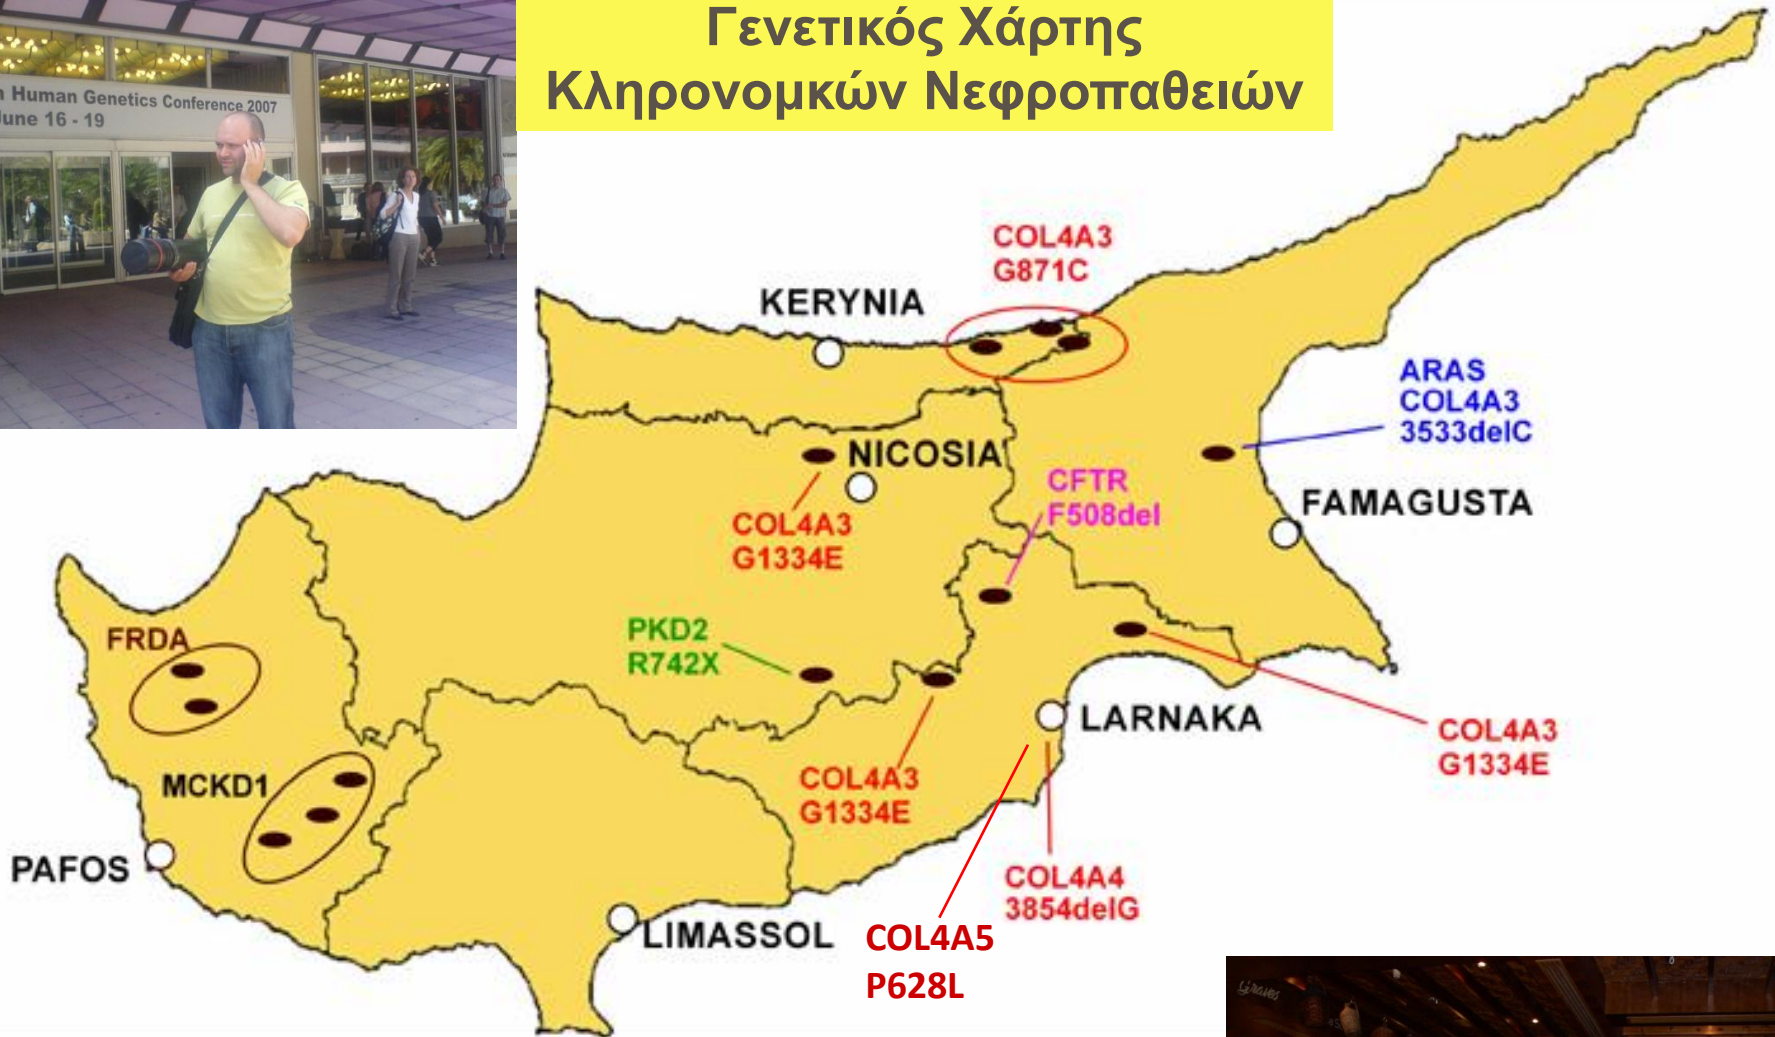 Γενετικός Χάρτης
Κληρονομκών Νεφροπαθειών
Human Genetics Conference 2007
June 16 - 19
COL4A3
G871C
KERYNIA
ARAS
COL4A3
3533delC
NICOSIA
CFTR
F508del
FAMAGUSTA
COL4A3
G1334E
FRDA
PKD2
R742X
LARNAKA
COL4A3
G1334E
MCKD1
COL4A3
G1334E
PAFOS
COL4A4
3854delG
LIMASSOL
COL4A5
P628L
Graves